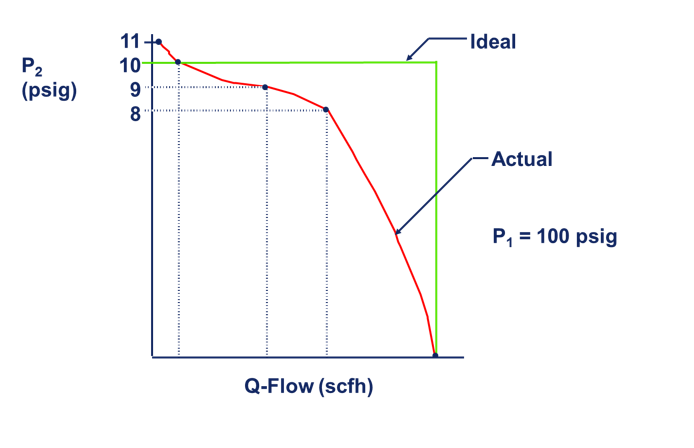 11
Ideal
P₂
(psig)
10
9
8
Actual
P₁ = 100 psig
Q-Flow (scfh)